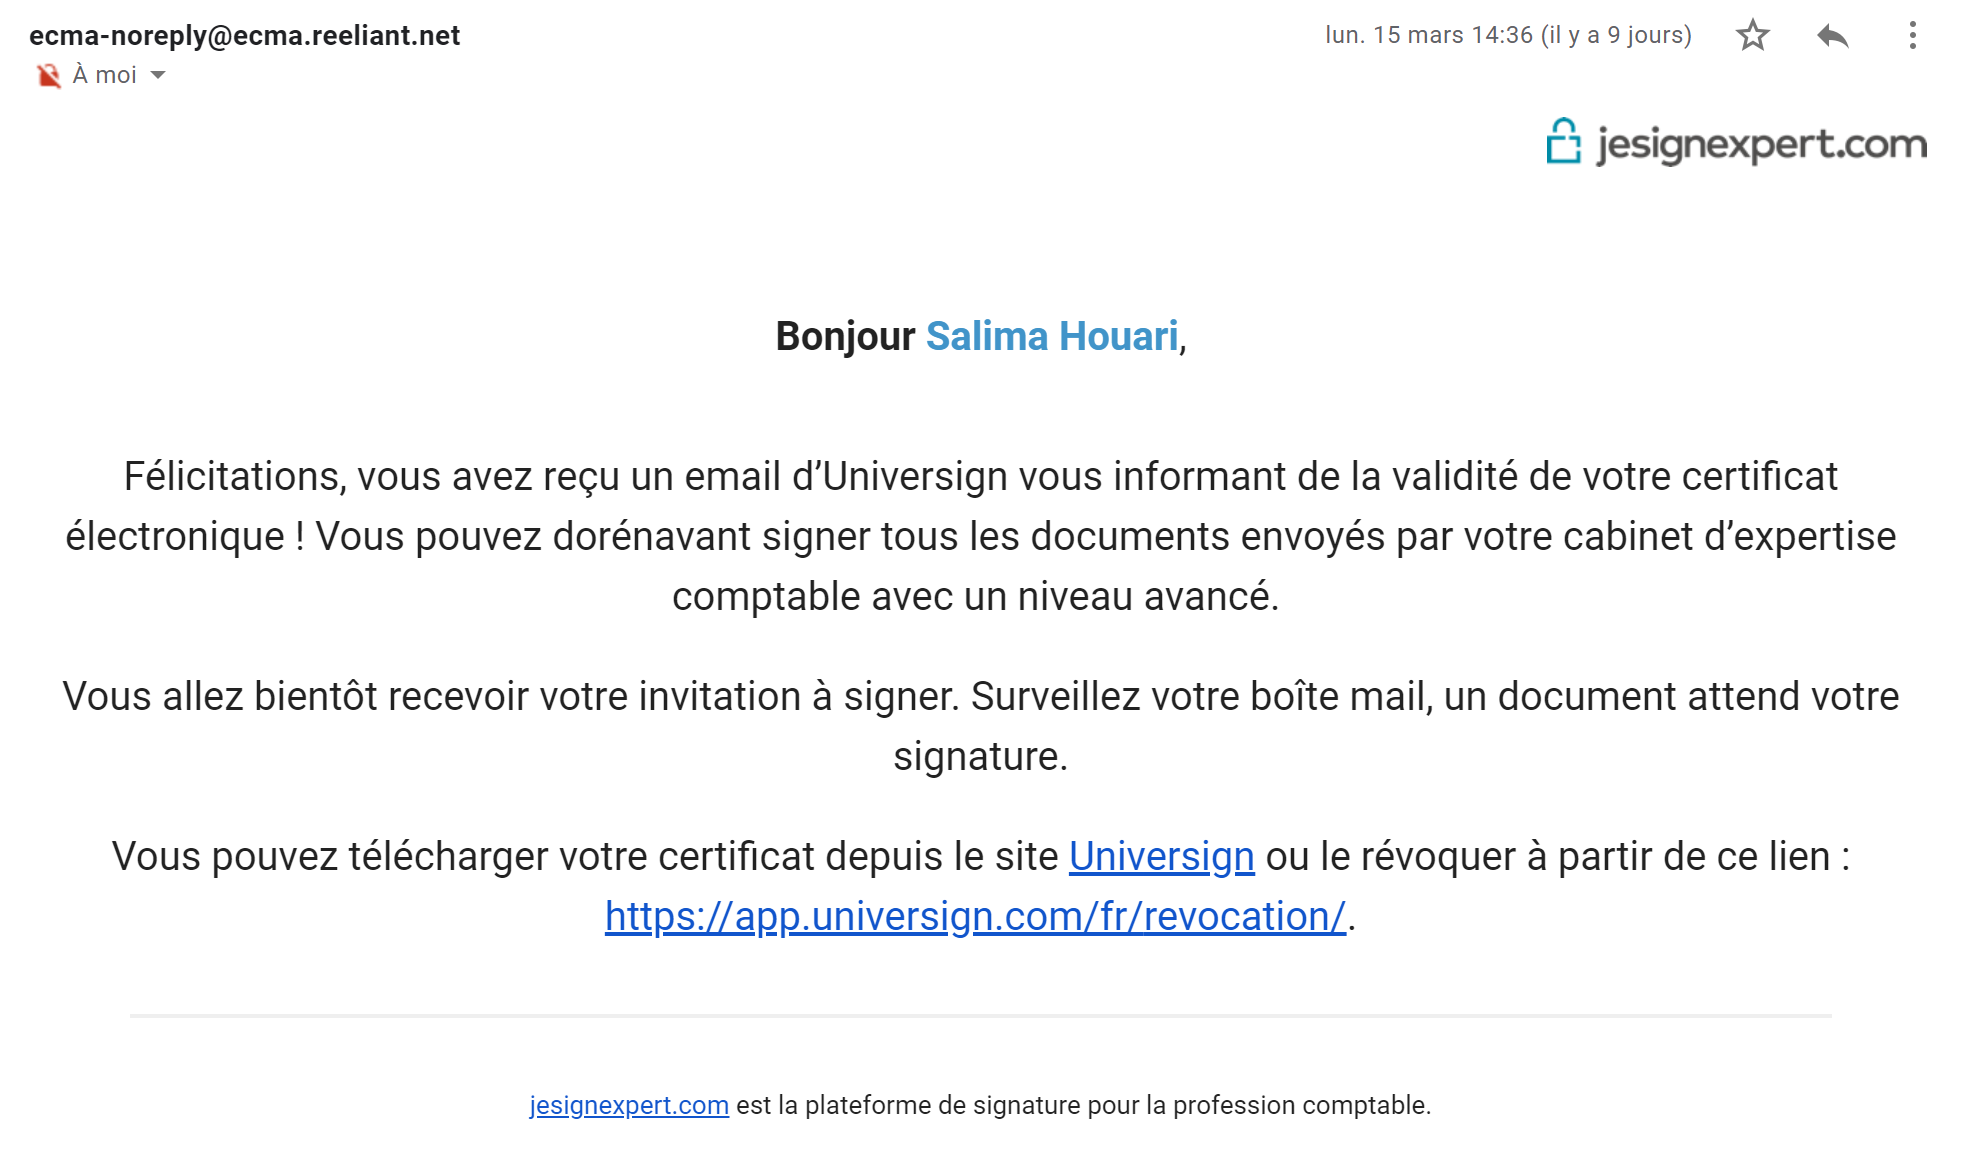 ecma-noreply@ecma.reeliant.net
lun. 15 mars 14:36 (il y a 9 jours)
À moi
jesignexpert.com
Bonjour Salima Houari,
Félicitations, vous avez reçu un email d’Universign vous informant de la validité de votre certificat
électronique ! Vous pouvez dorénavant signer tous les documents envoyés par votre cabinet d’expertise
comptable avec un niveau avancé.
Vous allez bientôt recevoir votre invitation à signer. Surveillez votre boîte mail, un document attend votre
signature.
Vous pouvez télécharger votre certificat depuis le site Universign ou le révoquer à partir de ce lien :
https://app.universign.com/fr/revocation/.
jesignexpert.com est la plateforme de signature pour la profession comptable.